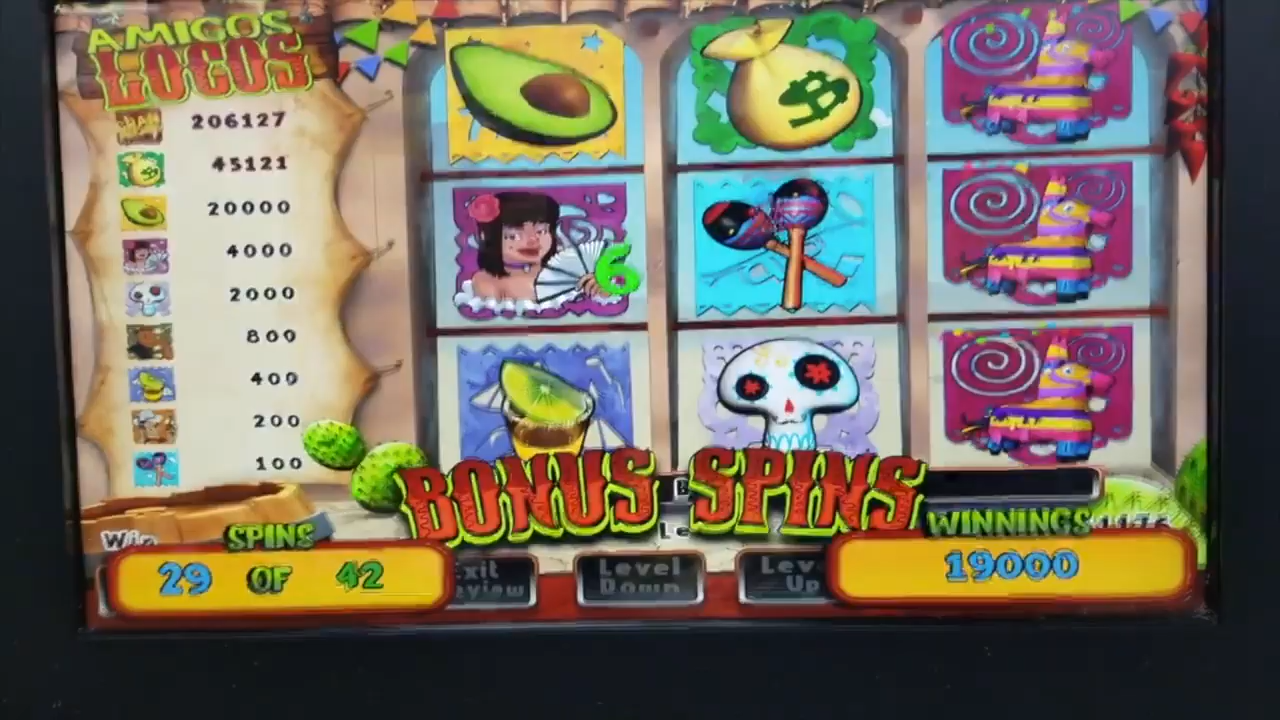 AMIGOS
LOCOS
206127
45121
20000
4000
2000
800
400
200
100
6
BONUS SPINS
Win
SPINS
29 OF 42
Level
Down
WINNINGS
19000